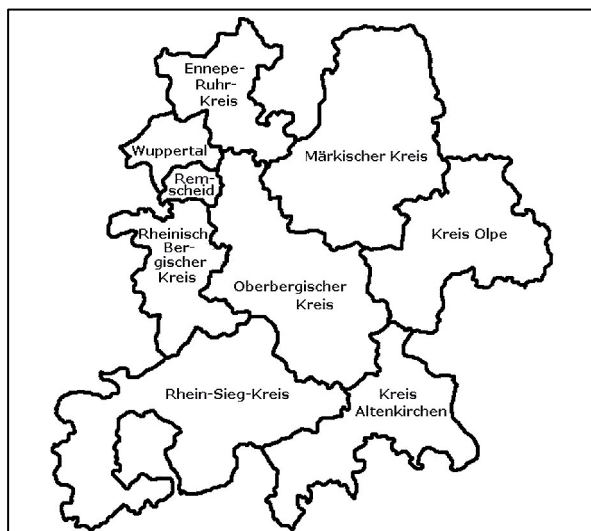 Ennepe-
Ruhr-
Kreis
Wuppertal
Märkischer Kreis
Rem-
scheid
Rheinisch
Ber-
gischer
Kreis
Kreis Olpe
Oberbergischer
Kreis
Rhein-Sieg-Kreis
Kreis
Altenkirchen